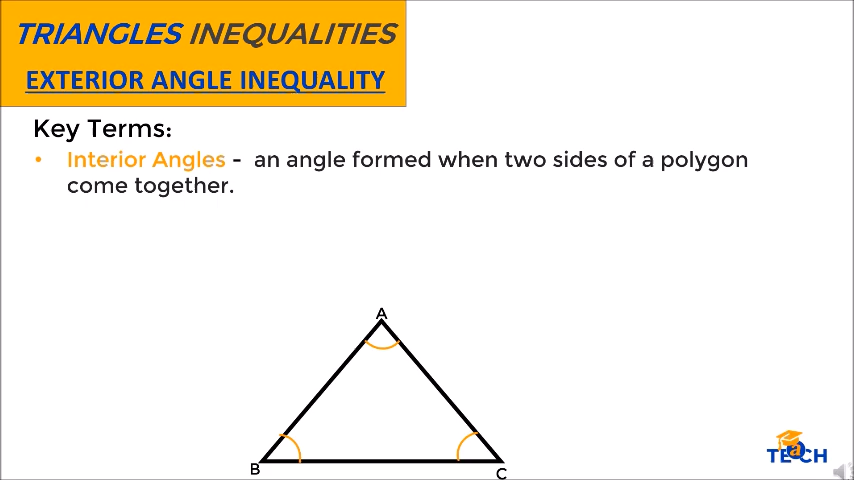 TRIANGLES INEQUALITIES
EXTERIOR ANGLE INEQUALITY
Key Terms:
• Interior Angles - an angle formed when two sides of a polygon
come together.
A
B
C
TEaCH